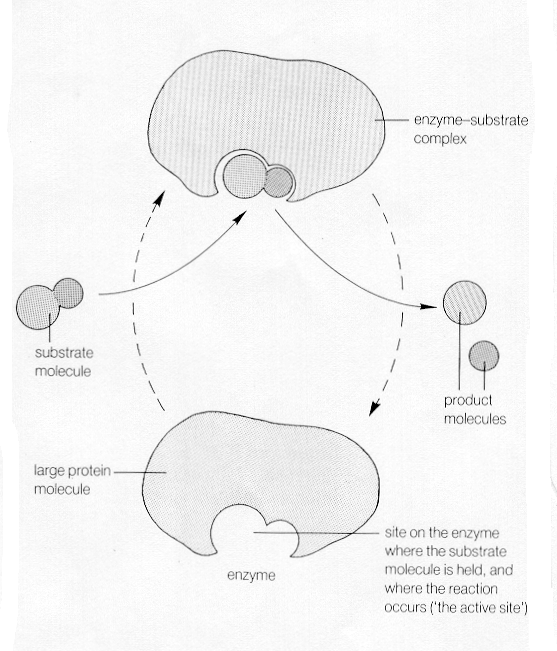 enzyme–substrate
complex
substrate
molecule
product
molecules
large protein
molecule
site on the enzyme
where the substrate
molecule is held, and
where the reaction
occurs ('the active site')
enzyme